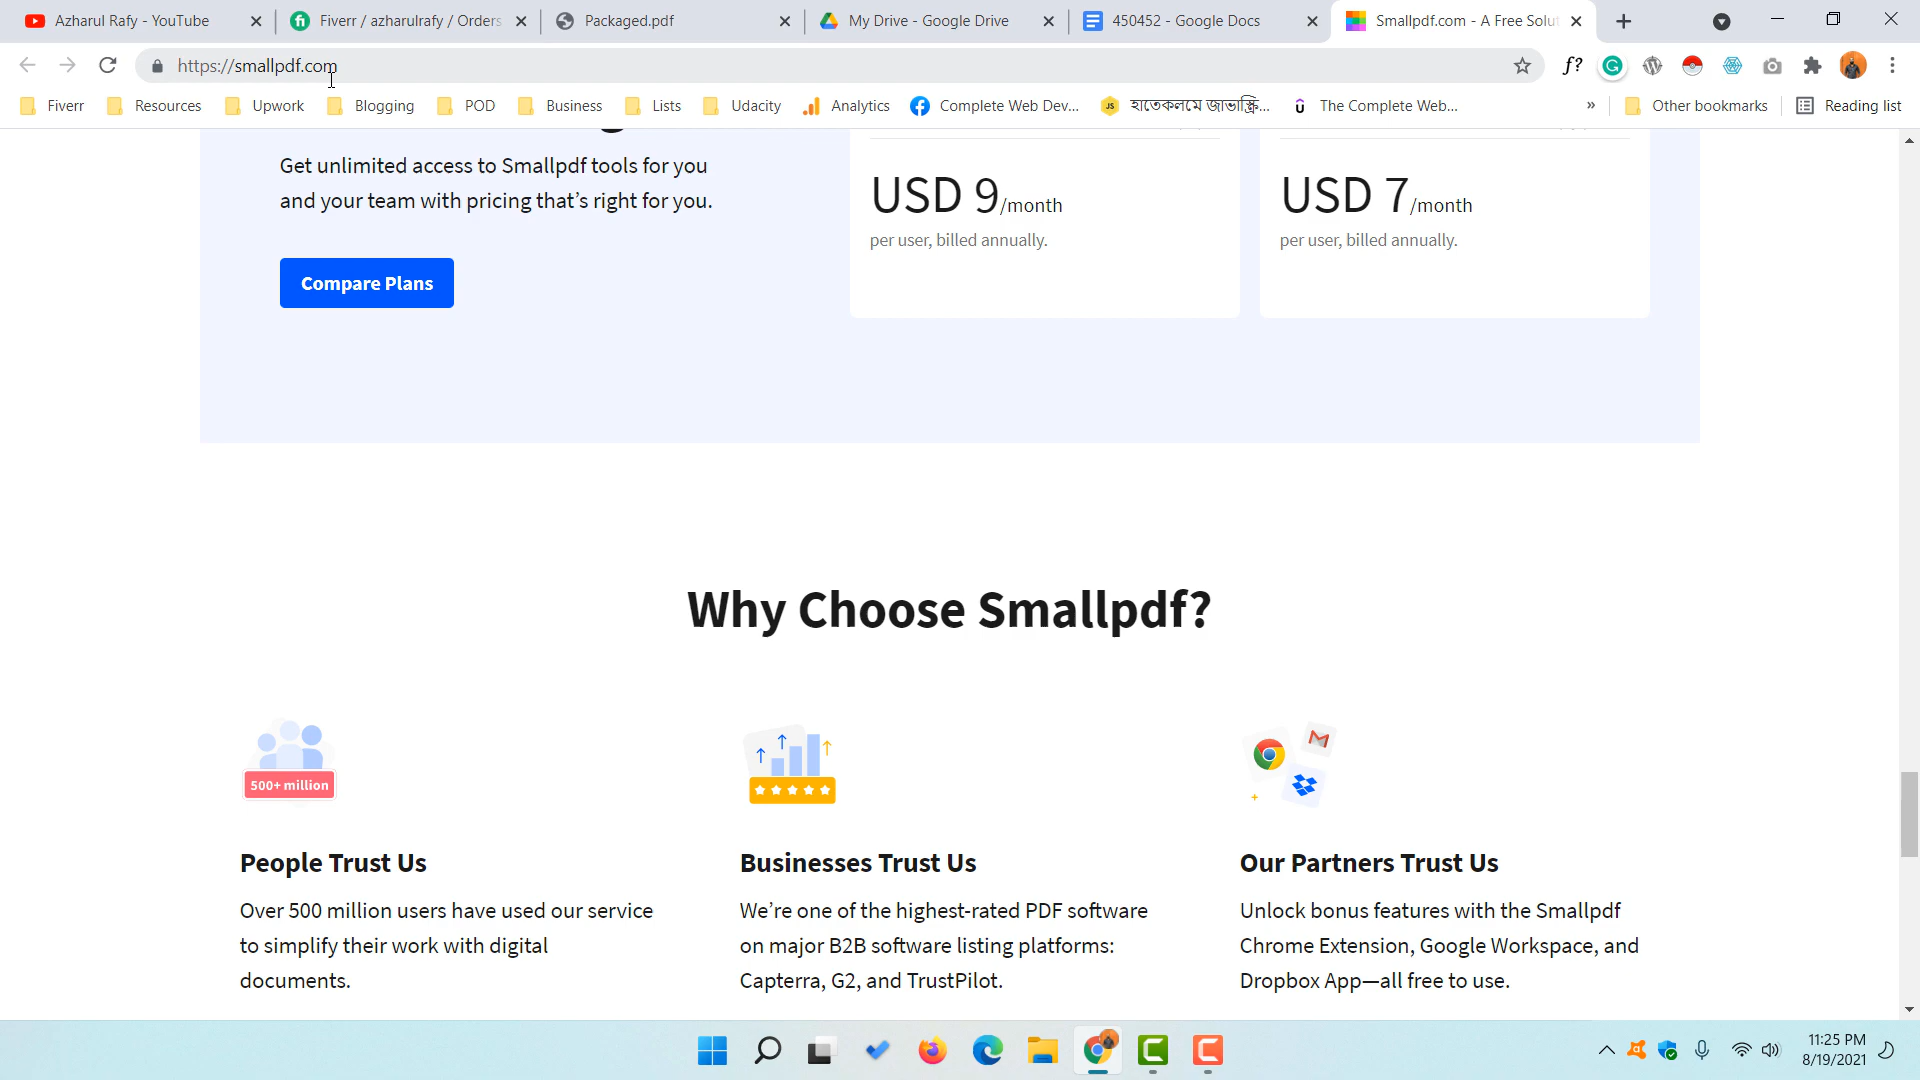 Azharul Rafy - YouTube
Fiverr / azharulrafy / Orders
Packaged.pdf
My Drive - Google Drive
450452 - Google Docs
Smallpdf.com - A Free Solut
https://smallpdf.com
f?
Fiverr
Resources
Upwork
Blogging
POD
Business
Lists
Udacity
Analytics
Complete Web Dev...
JS
হাতেকলমে জাভাস্ক্রি...
The Complete Web...
»
Other bookmarks
Reading list
Get unlimited access to Smallpdf tools for you
and your team with pricing that’s right for you.
Compare Plans
USD 9/month
per user, billed annually.
USD 7/month
per user, billed annually.
Why Choose Smallpdf?
500+ million
People Trust Us
Over 500 million users have used our service
to simplify their work with digital
documents.
Businesses Trust Us
We’re one of the highest-rated PDF software
on major B2B software listing platforms:
Capterra, G2, and TrustPilot.
Our Partners Trust Us
Unlock bonus features with the Smallpdf
Chrome Extension, Google Workspace, and
Dropbox App—all free to use.
11:25 PM
8/19/2021